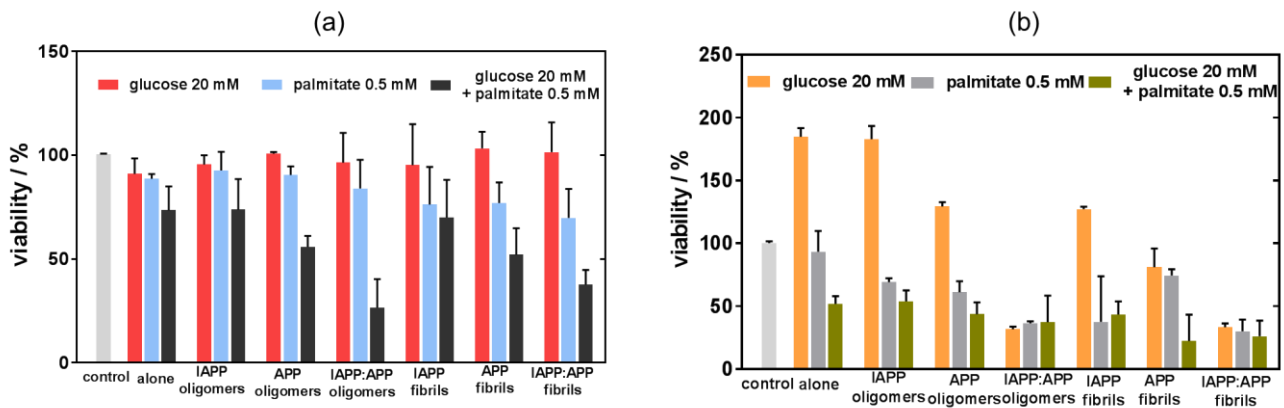 (a)
150
100
50
0
viability / %
glucose 20 mM
palmitate 0.5 mM
glucose 20 mM
+ palmitate 0.5 mM
control
alone
IAPP
oligomers
APP
oligomers
IAPP:APP
oligomers
IAPP
fibrils
APP
fibrils
IAPP:APP
fibrils
(b)
250
200
150
100
50
0
viability / %
glucose 20 mM
palmitate 0.5 mM
glucose 20 mM
+ palmitate 0.5 mM
control
alone
IAPP
oligomers
APP
oligomers
IAPP:APP
oligomers
IAPP
fibrils
APP
fibrils
IAPP:APP
fibrils